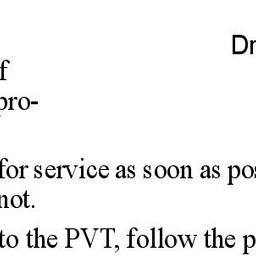 Dr
f
pro-
for service as soon as pos
not.
to the PVT, follow the p